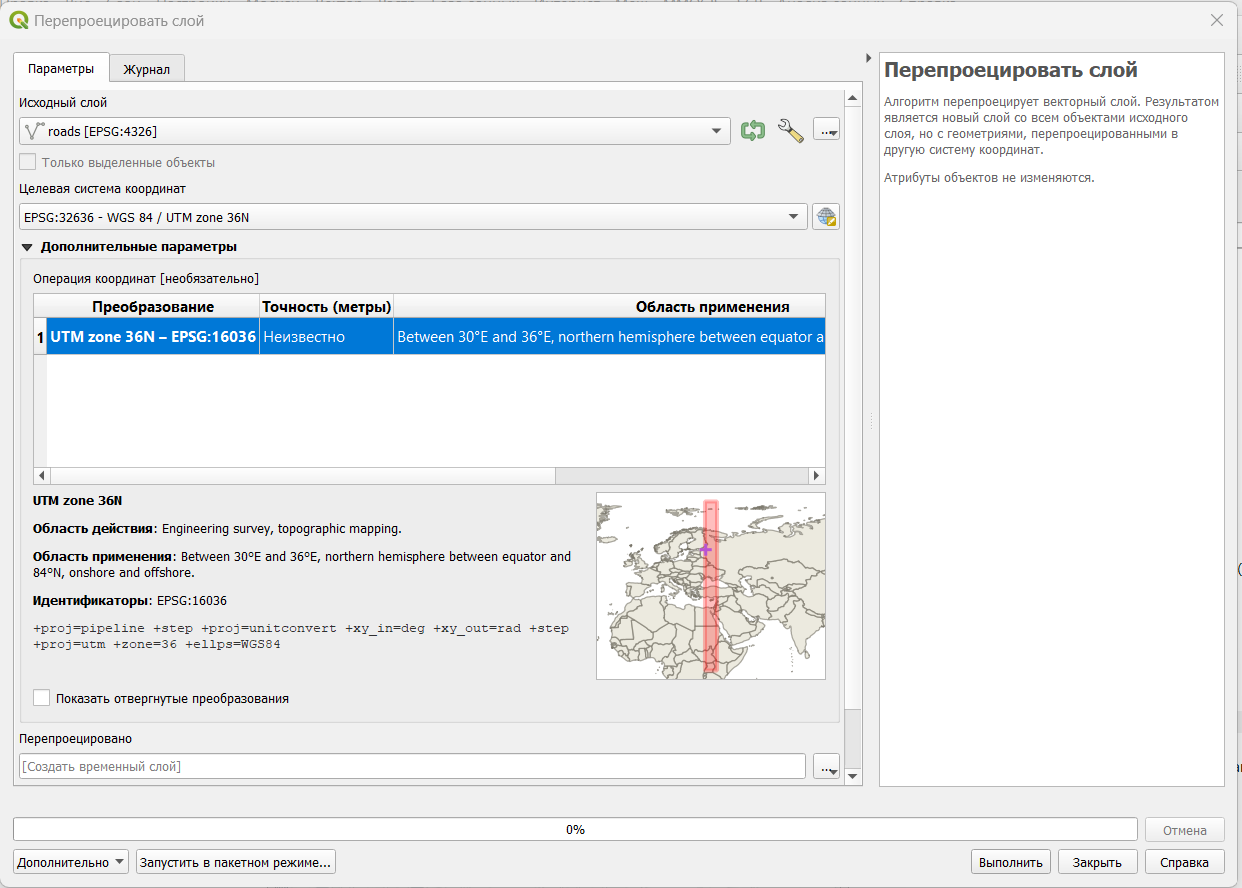 Перепроецировать слой
Параметры
Журнал
Исходный слой
roads [EPSG:4326]
...
Только выделенные объекты
Целевая система координат
EPSG:32636 - WGS 84 / UTM zone 36N
Дополнительные параметры
Операция координат [необязательно]
Преобразование Точность (метры) Область применения
1 UTM zone 36N – EPSG:16036 Неизвестно Between 30°E and 36°E, northern hemisphere between equator a
UTM zone 36N
Область действия: Engineering survey, topographic mapping.
Область применения: Between 30°E and 36°E, northern hemisphere between equator and
84°N, onshore and offshore.
Идентификаторы: EPSG:16036
+proj=pipeline +step +proj=unitconvert +xy_in=deg +xy_out=rad +step
+proj=utm +zone=36 +ellps=WGS84
Показать отвергнутые преобразования
Перепроецировано
[Создать временный слой]
...
Перепроецировать слой
Алгоритм перепроецирует векторный слой. Результатом
является новый слой со всем объектами исходного
слоя, но с геометриями, перепроецированными в
другую систему координат.
Атрибуты объектов не изменяются.
0%
Отмена
Дополнительно
Запустить в пакетном режиме...
Выполнить
Закрыть
Справка